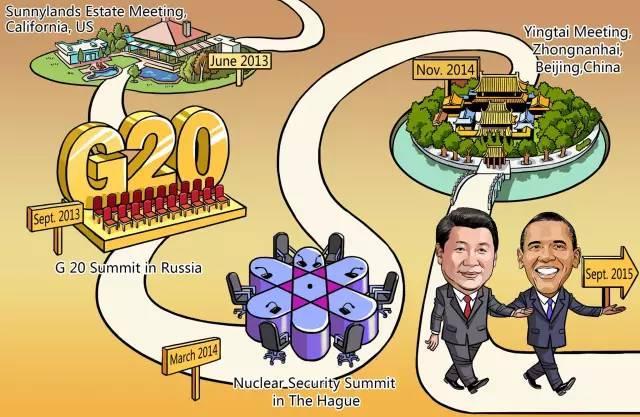 Sunnylands Estate Meeting,
California, US
June 2013
G20
Sept. 2013
G 20 Summit in Russia
March 2014
Nuclear Security Summit
in The Hague
Nov. 2014
Yingtai Meeting,
Zhongnanhai,
Beijing,China
Sept. 2015